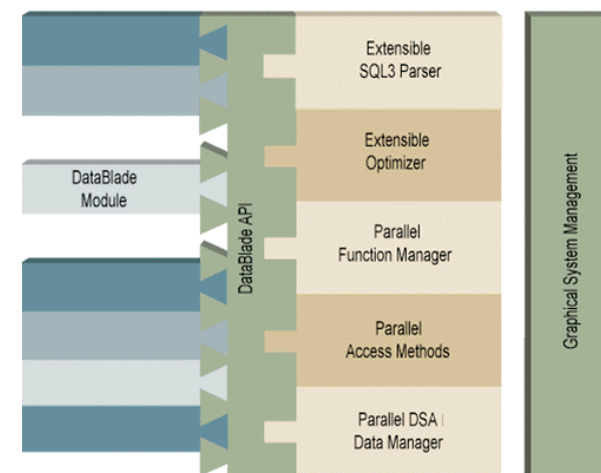 DataBlade
Module
DataBlade API
Extensible
SQL3 Parser
Extensible
Optimizer
Parallel
Function Manager
Parallel
Access Methods
Parallel DSA
Data Manager
Graphical System Management